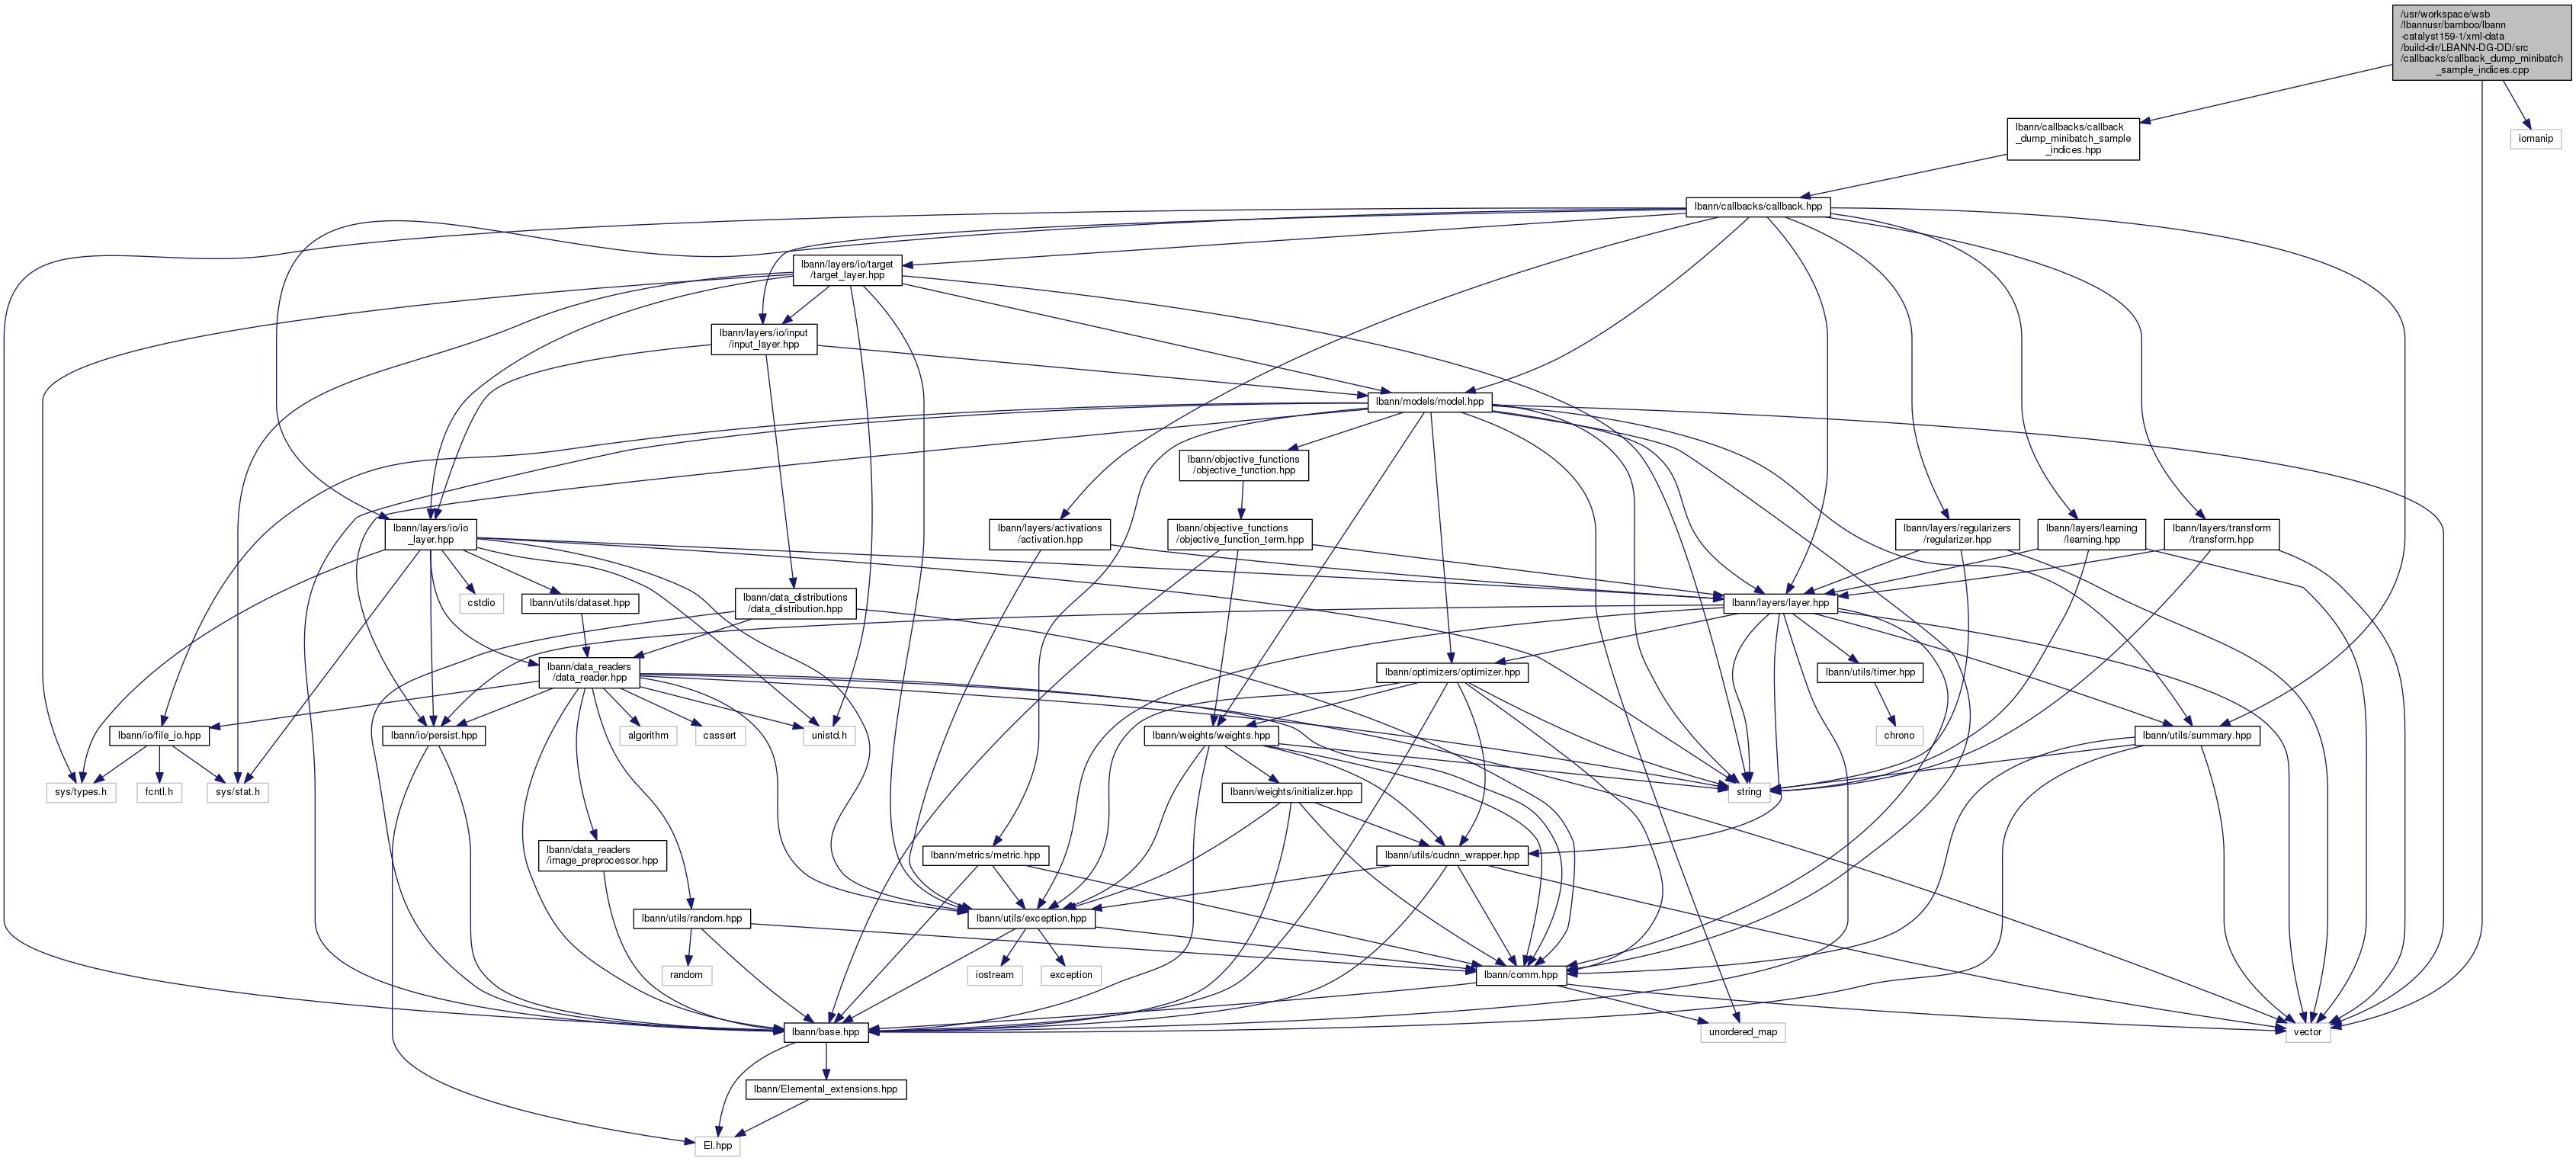 /usr/workspace/wsb
/lbannusr/bamboo/lbann
-catalyst159-1/xml-data
/build-dir/LBANN-DG-DD/src
/callbacks/callback_dump_minibatch
_sample_indices.cpp
lbann/callbacks/callback
_dump_minibatch_sample
_indices.hpp
iomanip
lbann/callbacks/callback.hpp
lbann/layers/io/target
/target_layer.hpp
lbann/layers/io/input
/input_layer.hpp
lbann/models/model.hpp
lbann/objective_functions
/objective_function.hpp
lbann/layers/io/io
_layer.hpp
lbann/layers/activations
/activation.hpp
lbann/objective_functions
/objective_function_term.hpp
lbann/layers/regularizers
/regularizer.hpp
lbann/layers/learning
/learning.hpp
lbann/layers/transform
/transform.hpp
cstdio
lbann/utils/dataset.hpp
lbann/data_distributions
/data_distribution.hpp
lbann/layers/layer.hpp
lbann/data_readers
/data_reader.hpp
lbann/optimizers/optimizer.hpp
lbann/utils/timer.hpp
lbann/io/file_io.hpp
lbann/io/persist.hpp
algorithm
cassert
unistd.h
lbann/weights/weights.hpp
chrono
lbann/utils/summary.hpp
sys/types.h
fcntl.h
sys/stat.h
lbann/weights/initializer.hpp
string
lbann/data_readers
/image_preprocessor.hpp
lbann/metrics/metric.hpp
lbann/utils/cudnn_wrapper.hpp
lbann/utils/random.hpp
lbann/utils/exception.hpp
random
iostream
exception
lbann/comm.hpp
lbann/base.hpp
unordered_map
vector
lbann/Elemental_extensions.hpp
El.hpp